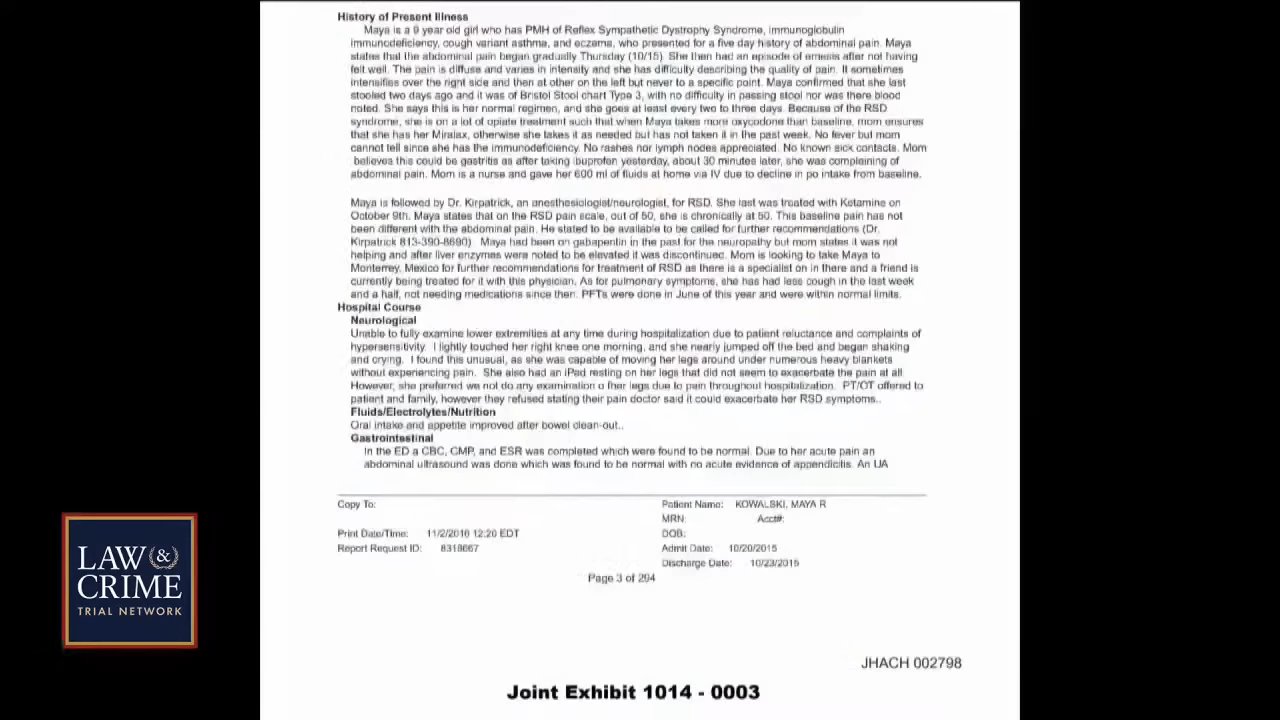 History of Present Illness
Maya is a 9 year old girl who has PMH of Reflex Sympathetic Dystrophy Syndrome, immunoglobulin
immunodeficiency, cough variant asthma, and eczema, who presented for a five day history of abdominal pain. Maya
states that the abdominal pain began gradually Thursday (10/15). She then had an episode of emesis after not having
felt well. The pain is diffuse and varies in intensity and she has difficulty describing the quality of pain. It sometimes
intensifies over the right side and then at other on the left but never to a specific point. Maya confirmed that she last
stooled two days ago and it was of Bristol Stool chart Type 3, with no difficulty in passing stool nor was there blood
noted. She says this is her normal regimen, and she goes at least every two to three days. Because of the RSD
syndrome, she is on a lot of opiate treatment such that when Maya takes more oxycodone than baseline, mom ensures
that she has her Miralax, otherwise she takes it as needed but has not taken it in the past week. No fever but mom
cannot tell since she has the immunodeficiency. No rashes nor lymph nodes appreciated. No known sick contacts. Mom
believes this could be gastritis as after taking ibuprofen yesterday, about 30 minutes later, she was complaining of
abdominal pain. Mom is a nurse and gave her 600 ml of fluids at home via IV due to decline in po intake from baseline.
Maya is followed by Dr. Kirpatrick, an anesthesiologist/neurologist, for RSD. She last was treated with Ketamine on
October 9th. Maya states that on the RSD pain scale, out of 50, she is chronically at 50. This baseline pain has not
been different with the abdominal pain. He stated to be available to be called for further recommendations (Dr.
Kirpatrick 813-390-8690) Maya had been on gabapentin in the past for the neuropathy but mom states it was not
helping and after liver enzymes were noted to be elevated it was discontinued. Mom is looking to take Maya to
Monterrey, Mexico for further recommendations for treatment of RSD as there is a specialist on in there and a friend is
currently being treated for it with this physician. As for pulmonary symptoms, she has had less cough in the last week
and a half, not needing medications since then. PFTs were done in June of this year and were within normal limits.
Hospital Course
Neurological
Unable to fully examine lower extremities at any time during hospitalization due to patient reluctance and complaints of
hypersensitivity. I lightly touched her right knee one morning, and she nearly jumped off the bed and began shaking
and crying. I found this unusual, as she was capable of moving her legs around under numerous heavy blankets
without experiencing pain. She also had an iPad resting on her legs that did not seem to exacerbate the pain at all.
However, she preferred we not do any examination o fher legs due to pain throughout hospitalization. PT/OT offered to
patient and family, however they refused stating their pain doctor said it could exacerbate her RSD symptoms..
Fluids/Electrolytes/Nutrition
Oral intake and appetite improved after bowel clean-out..
Gastrointestinal
In the ED a CBC, CMP, and ESR was completed which were found to be normal. Due to her acute pain an
abdominal ultrasound was done which was found to be normal with no acute evidence of appendicitis. An UA
Copy To:
Patient Name: KOWALSKI, MAYA R
MRN: Acct#:
Print Date/Time: 11/2/2016 12:20 EDT
DOB:
Report Request ID: 8318667
Admit Date: 10/20/2015
Discharge Date: 10/23/2015
Page 3 of 294
LAW &
CRIME
TRIAL NETWORK
JHACH 002798
Joint Exhibit 1014 - 0003